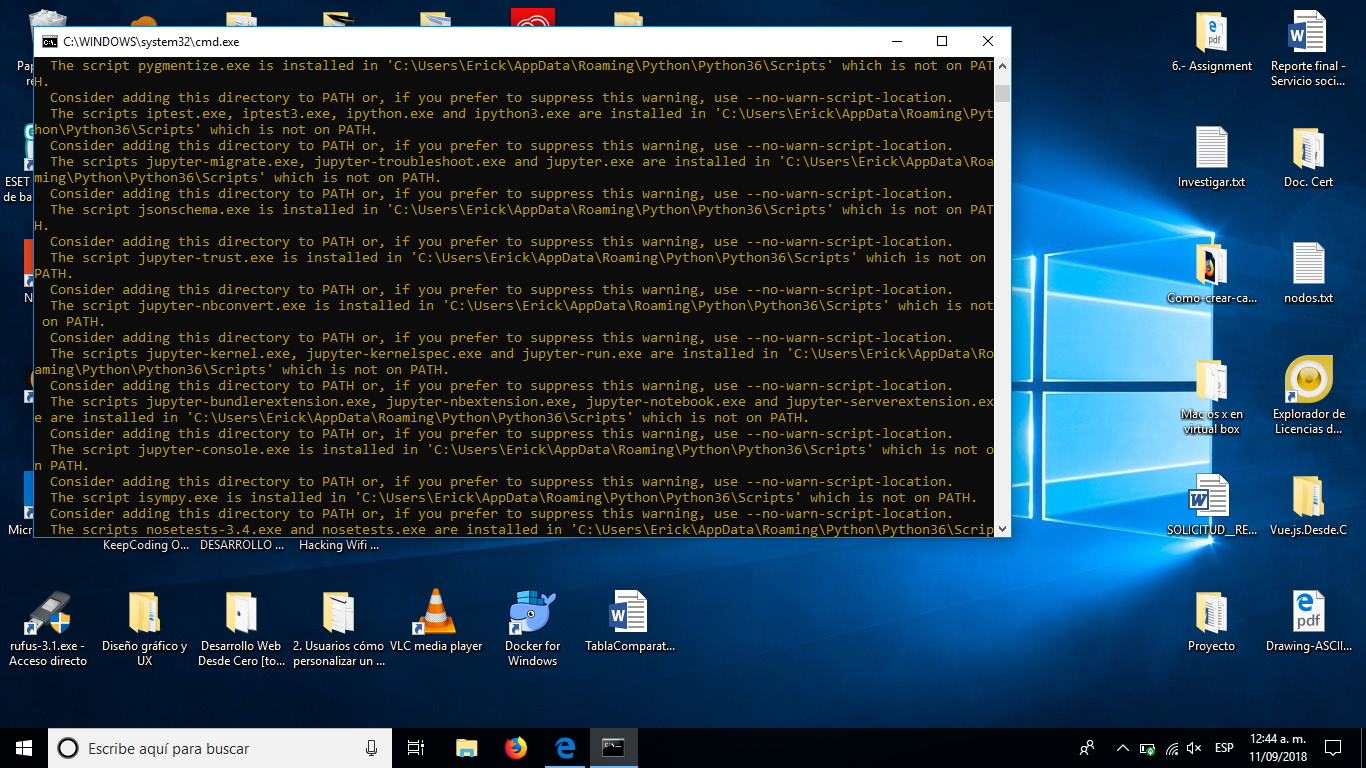 C:\WINDOWS\system32\cmd.exe
The script pygmentize.exe is installed in 'C:\Users\Erick\AppData\Roaming\Python\Python36\Scripts' which is not on PAT
H.
Consider adding this directory to PATH or, if you prefer to suppress this warning, use --no-warn-script-location.
The scripts iptest.exe, iptest3.exe, ipython.exe and ipython3.exe are installed in 'C:\Users\Erick\AppData\Roaming\Pyt
hon\Python36\Scripts' which is not on PATH.
Consider adding this directory to PATH or, if you prefer to suppress this warning, use --no-warn-script-location.
The scripts jupyter-migrate.exe, jupyter-troubleshoot.exe and jupyter.exe are installed in 'C:\Users\Erick\AppData\Roa
ming\Python\Python36\Scripts' which is not on PATH.
Consider adding this directory to PATH or, if you prefer to suppress this warning, use --no-warn-script-location.
The script jsonschema.exe is installed in 'C:\Users\Erick\AppData\Roaming\Python\Python36\Scripts' which is not on PAT
H.
Consider adding this directory to PATH or, if you prefer to suppress this warning, use --no-warn-script-location.
The script jupyter-trust.exe is installed in 'C:\Users\Erick\AppData\Roaming\Python\Python36\Scripts' which is not on
PATH.
Consider adding this directory to PATH or, if you prefer to suppress this warning, use --no-warn-script-location.
The script jupyter-nbconvert.exe is installed in 'C:\Users\Erick\AppData\Roaming\Python\Python36\Scripts' which is not
on PATH.
Consider adding this directory to PATH or, if you prefer to suppress this warning, use --no-warn-script-location.
The scripts jupyter-kernel.exe, jupyter-kernelspec.exe and jupyter-run.exe are installed in 'C:\Users\Erick\AppData\Ro
aming\Python\Python36\Scripts' which is not on PATH.
Consider adding this directory to PATH or, if you prefer to suppress this warning, use --no-warn-script-location.
The scripts jupyter-bundlerextension.exe, jupyter-nbextension.exe, jupyter-notebook.exe and jupyter-serverextension.ex
e are installed in 'C:\Users\Erick\AppData\Roaming\Python\Python36\Scripts' which is not on PATH.
Consider adding this directory to PATH or, if you prefer to suppress this warning, use --no-warn-script-location.
The script jupyter-console.exe is installed in 'C:\Users\Erick\AppData\Roaming\Python\Python36\Scripts' which is not o
n PATH.
Consider adding this directory to PATH or, if you prefer to suppress this warning, use --no-warn-script-location.
The script isympy.exe is installed in 'C:\Users\Erick\AppData\Roaming\Python\Python36\Scripts' which is not on PATH.
Consider adding this directory to PATH or, if you prefer to suppress this warning, use --no-warn-script-location.
The scripts nosetests-3.4.exe and nosetests.exe are installed in 'C:\Users\Erick\AppData\Roaming\Python\Python36\Scrip
Pap
re
ESET
de ba
N
Micr
KeepCoding O...
DESARROLLO ...
Hacking Wifi ...
6.- Assignment
Reporte final -
Servicio soci...
Investigar.txt
Doc. Cert
Como-crear-ca...
nodos.txt
Mac os x en
virtual box
Explorador de
Licencias d...
SOLICITUD_RE...
Vue.js.Desde.C
rufus-3.1.exe -
Acceso directo
Diseño gráfico y
UX
Desarrollo Web
Desde Cero [to...
2. Usuarios cómo
personalizar un ...
VLC media player
Docker for
Windows
TablaComparat...
Proyecto
Drawing-ASCII...
Escribe aquí para buscar
ESP
12:44 a. m.
11/09/2018